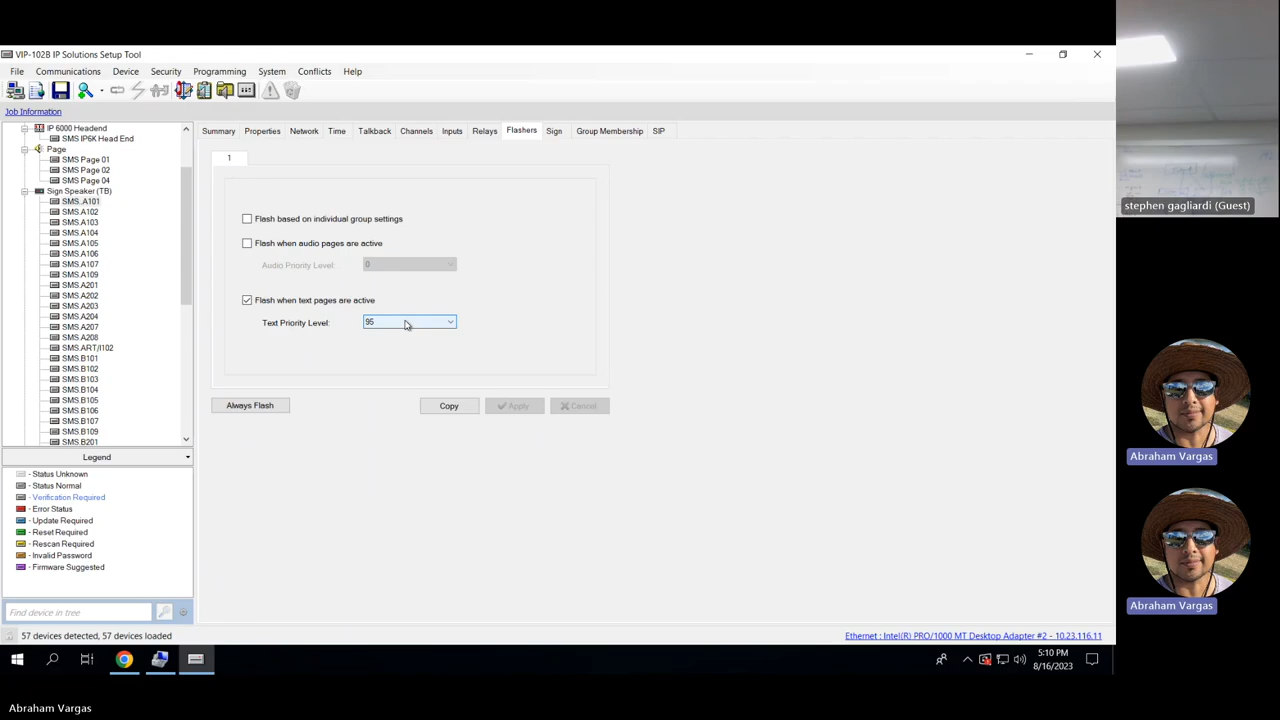 VIP-102B IP Solutions Setup Tool
File Communications Device Security Programming System Conflicts Help
Job Information
IP 6000 Headend
SMS IP6K Head End
Page
SMS Page 01
SMS Page 02
SMS Page 04
Sign Speaker (TB)
SMS..A101
SMS.A102
SMS.A103
SMS.A104
SMS.A105
SMS.A106
SMS.A107
SMS.A109
SMS.A201
SMS.A202
SMS.A203
SMS.A204
SMS.A207
SMS.A208
SMS.ART/I102
SMS.B101
SMS.B102
SMS.B103
SMS.B104
SMS.B105
SMS.B106
SMS.B107
SMS.B109
SMS.B201
Legend
- Status Unknown
- Status Normal
- Verification Required
- Error Status
- Update Required
- Reset Required
- Rescan Required
- Invalid Password
- Firmware Suggested
Find device in tree
57 devices detected, 57 devices loaded
Summary Properties Network Time Talkback Channels Inputs Relays Flashers Sign Group Membership SIP
1
Flash based on individual group settings
Flash when audio pages are active
Audio Priority Level: 0
Flash when text pages are active
Text Priority Level: 95
Always Flash Copy Apply Cancel
Ethernet : Intel(R) PRO/1000 MT Desktop Adapter #2 - 10.23.116.11
5:10 PM
8/16/2023
stephen gagliardi (Guest)
Abraham Vargas
Abraham Vargas
Abraham Vargas